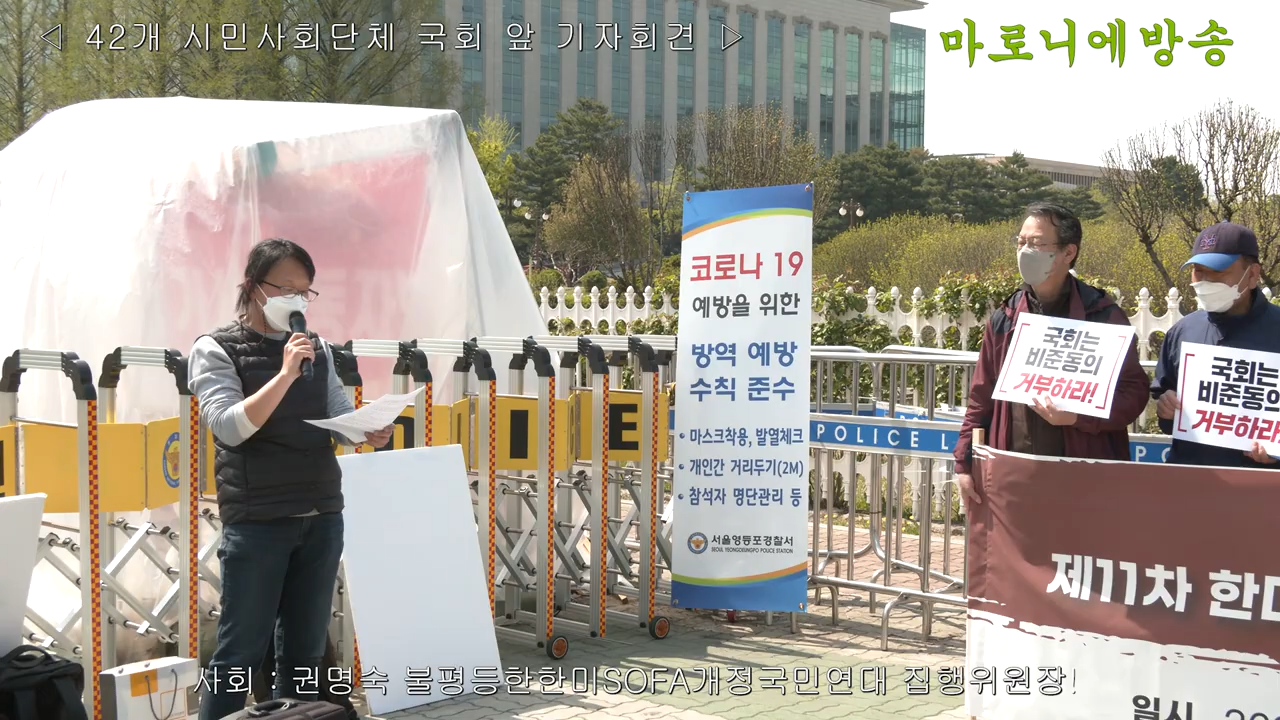 ◁ 42개 시민사회단체 국회 앞 기자회견 ▷
마로니에방송
코로나 19
예방을 위한
방역 예방
수칙 준수
• 마스크착용, 발열체크
• 개인간 거리두기(2M)
• 참석자 명단관리 등
서울영등포경찰서
SEOUL YEONGDEUNGPO POLICE STATION
국회는
비준동의
거부하라!
국회는
비준동의
거부하라
POLICE L
PO
I E
제11차 한미
일시
사회 : 권명숙 불평등한한미SOFA개정국민연대 집행위원장!